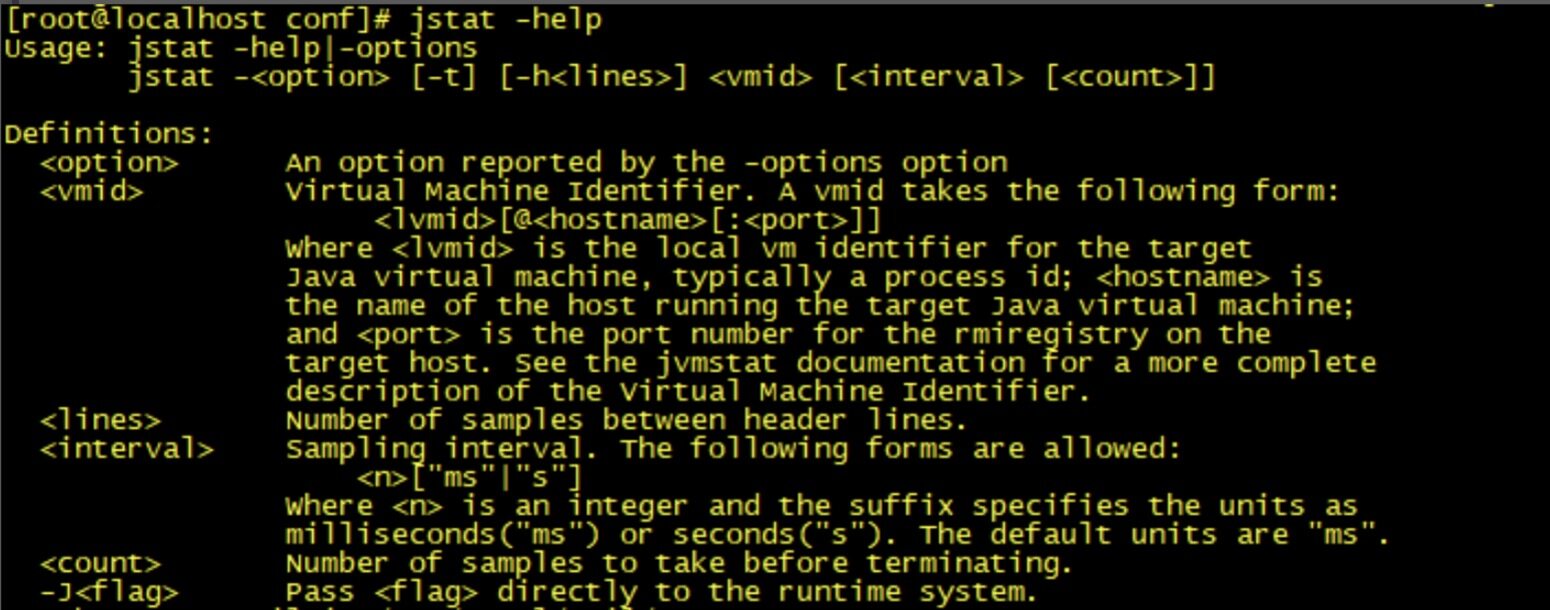 [root@localhost conf]# jstat -help
Usage: jstat -help|-options
       jstat -<option> [-t] [-h<lines>] <vmid> [<interval> [<count>]]

Definitions:
  <option>      An option reported by the -options option
  <vmid>        Virtual Machine Identifier. A vmid takes the following form:
                     <lvmid>[@<hostname>[:<port>]]
                Where <lvmid> is the local vm identifier for the target
                Java virtual machine, typically a process id; <hostname> is
                the name of the host running the target Java virtual machine;
                and <port> is the port number for the rmiregistry on the
                target host. See the jvmstat documentation for a more complete
                description of the Virtual Machine Identifier.
  <lines>       Number of samples between header lines.
  <interval>    Sampling interval. The following forms are allowed:
                    <n>["ms"|"s"]
                Where <n> is an integer and the suffix specifies the units as
                milliseconds("ms") or seconds("s"). The default units are "ms".
  <count>       Number of samples to take before terminating.
  -J<flag>      Pass <flag> directly to the runtime system.